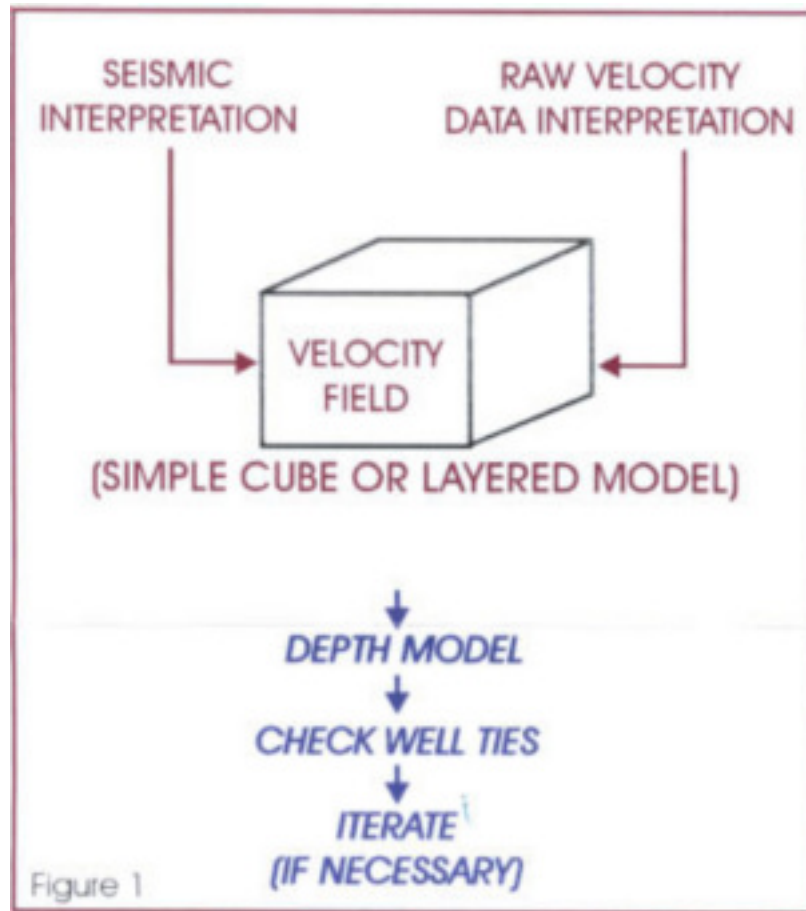 SEISMIC
INTERPRETATION
RAW VELOCITY
DATA INTERPRETATION
VELOCITY
FIELD
(SIMPLE CUBE OR LAYERED MODEL)
DEPTH MODEL
CHECK WELL TIES
ITERATE
(IF NECESSARY)
Figure 1